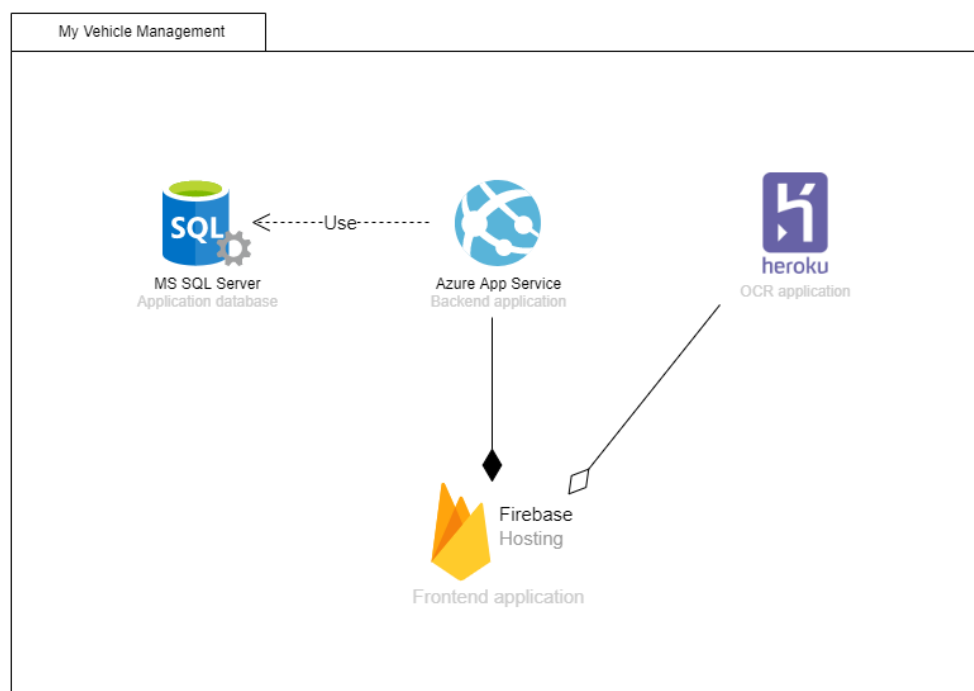 My Vehicle Management
SQL
Use
MS SQL Server
Application database
Azure App Service
Backend application
heroku
OCR application
Firebase
Hosting
Frontend application